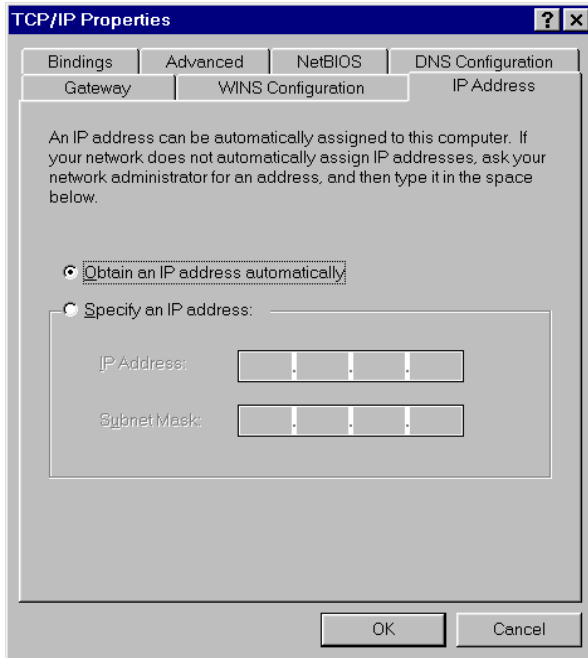 TCP/IP Properties
Bindings Advanced NetBIOS DNS Configuration
Gateway WINS Configuration IP Address
An IP address can be automatically assigned to this computer. If
your network does not automatically assign IP addresses, ask your
network administrator for an address, and then type it in the space
below.
Obtain an IP address automatically
Specify an IP address:
IP Address:
Subnet Mask:
OK Cancel